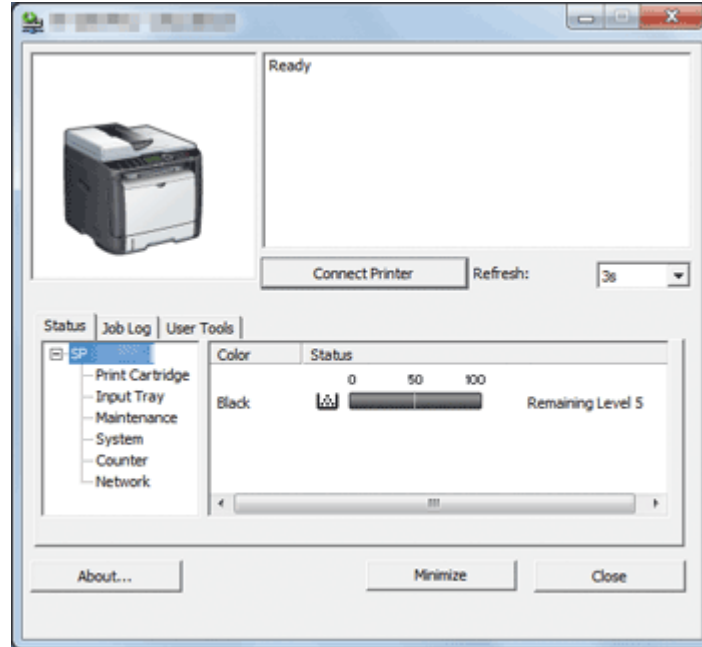 Ready
Connect Printer
Refresh:
3s
Status
Job Log
User Tools
SP
Print Cartridge
Input Tray
Maintenance
System
Counter
Network
Color
Status
0 50 100
Black
Remaining Level 5
About...
Minimize
Close